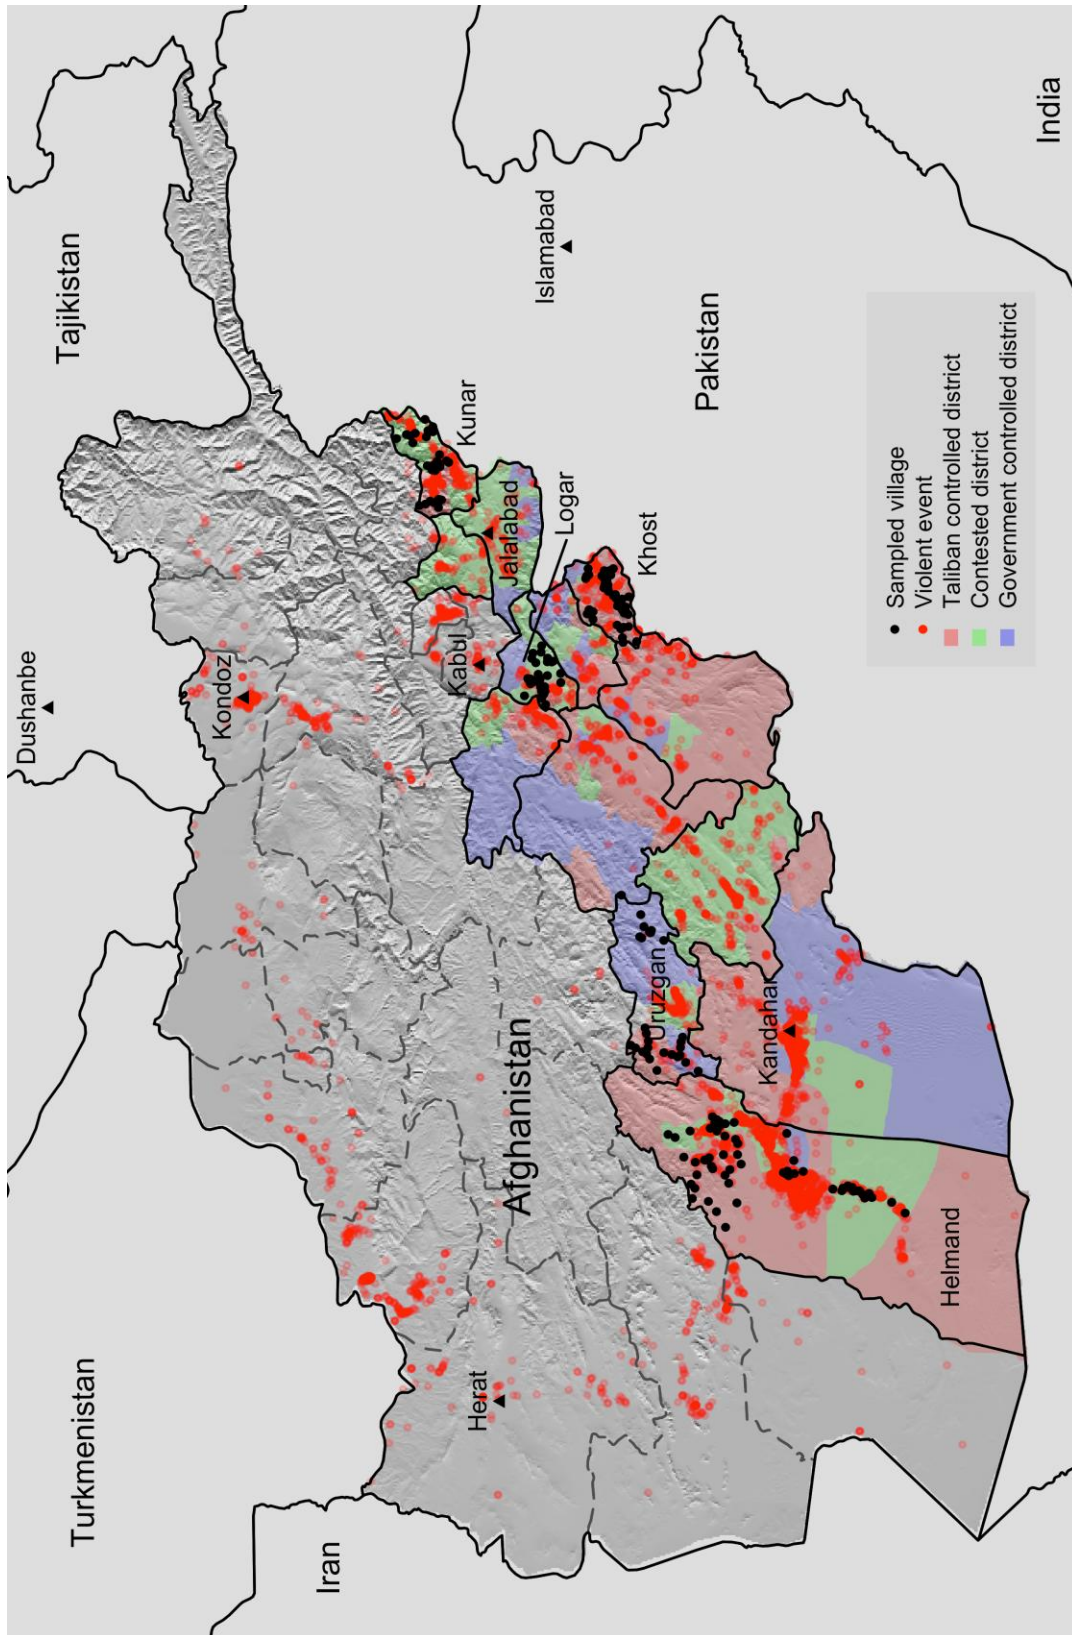 Turkmenistan
Dushanbe
Tajikistan
Kondoz
Iran
Herat
Afghanistan
Kabul
Kunar
Jalalabad
Logar
Islamabad
Uruzgan
Khost
Pakistan
Kandahar
Helmand
India
Sampled village
Violent event
Taliban controlled district
Contested district
Government controlled district